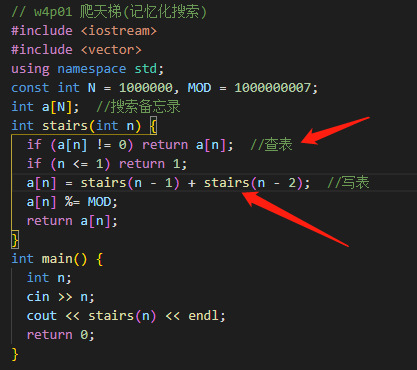 // w4p01 爬天梯(记忆化搜索)
#include <iostream>
#include <vector>
using namespace std;
const int N = 1000000, MOD = 1000000007;
int a[N];  //搜索备忘录
int stairs(int n) {
  if (a[n] != 0) return a[n];  //查表
  if (n <= 1) return 1;
  a[n] = stairs(n - 1) + stairs(n - 2);  //写表
  a[n] %= MOD;
  return a[n];
}
int main() {
  int n;
  cin >> n;
  cout << stairs(n) << endl;
  return 0;
}